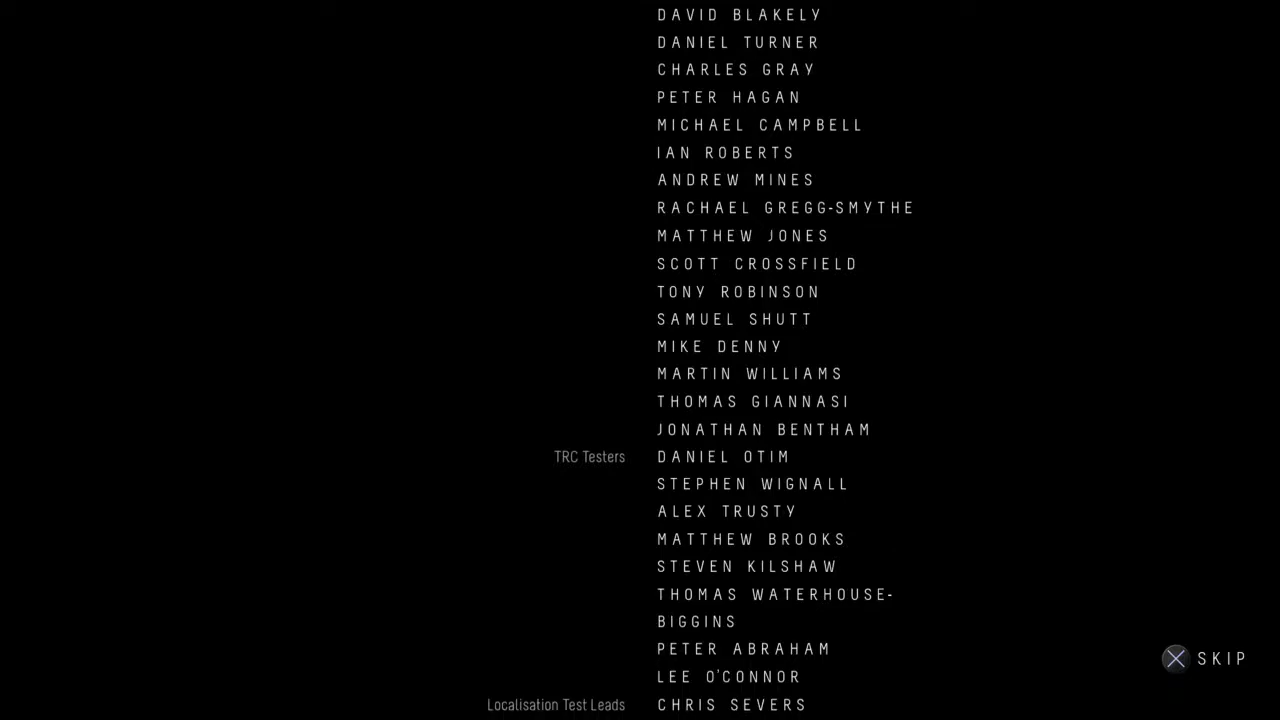 DAVID BLAKELY
DANIEL TURNER
CHARLES GRAY
PETER HAGAN
MICHAEL CAMPBELL
IAN ROBERTS
ANDREW MINES
RACHAEL GREGG-SMYTHE
MATTHEW JONES
SCOTT CROSSFIELD
TONY ROBINSON
SAMUEL SHUTT
MIKE DENNY
MARTIN WILLIAMS
THOMAS GIANNASI
JONATHAN BENTHAM
TRC Testers DANIEL OTIM
STEPHEN WIGNALL
ALEX TRUSTY
MATTHEW BROOKS
STEVEN KILSHAW
THOMAS WATERHOUSE-
BIGGINS
PETER ABRAHAM
SKIP
LEE O'CONNOR
Localisation Test Leads CHRIS SEVERS